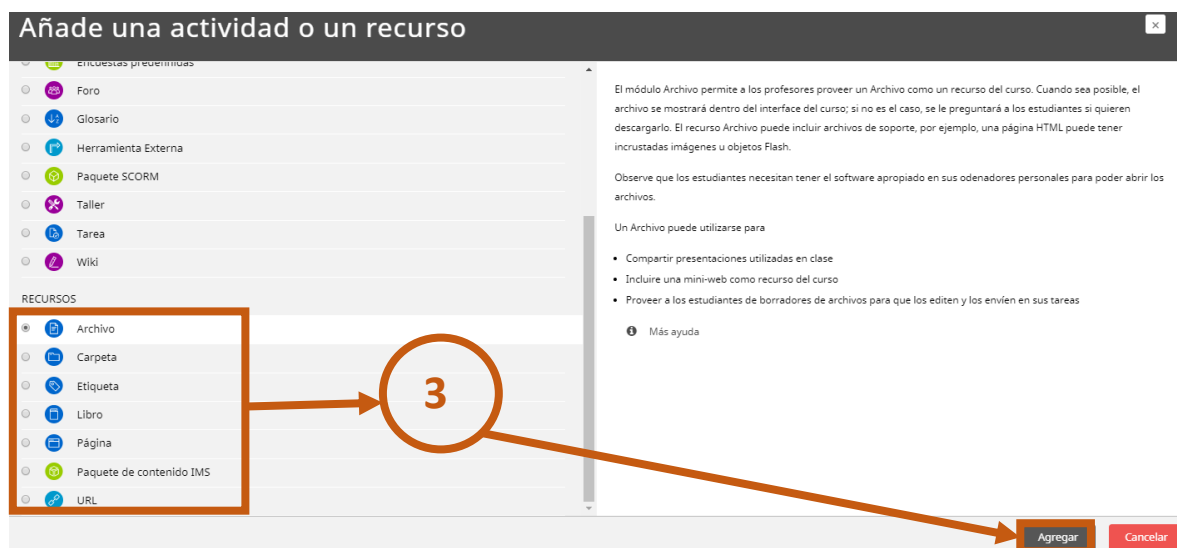 Añade una actividad o un recurso
×
Encuestas predefinidas
Foro
Glosario
Herramienta Externa
Paquete SCORM
Taller
Tarea
Wiki
RECURSOS
Archivo
Carpeta
Etiqueta
Libro
Página
Paquete de contenido IMS
URL
3
El módulo Archivo permite a los profesores proveer un Archivo como un recurso del curso. Cuando sea posible, el
archivo se mostrará dentro del interface del curso; si no es el caso, se le preguntará a los estudiantes si quieren
descargarlo. El recurso Archivo puede incluir archivos de soporte, por ejemplo, una página HTML puede tener
incrustadas imágenes u objetos Flash.
Observe que los estudiantes necesitan tener el software apropiado en sus odenadores personales para poder abrir los
archivos.
Un Archivo puede utilizarse para
• Compartir presentaciones utilizadas en clase
• Incluire una mini-web como recurso del curso
• Proveer a los estudiantes de borradores de archivos para que los editen y los envíen en sus tareas
Más ayuda
Agregar
Cancelar